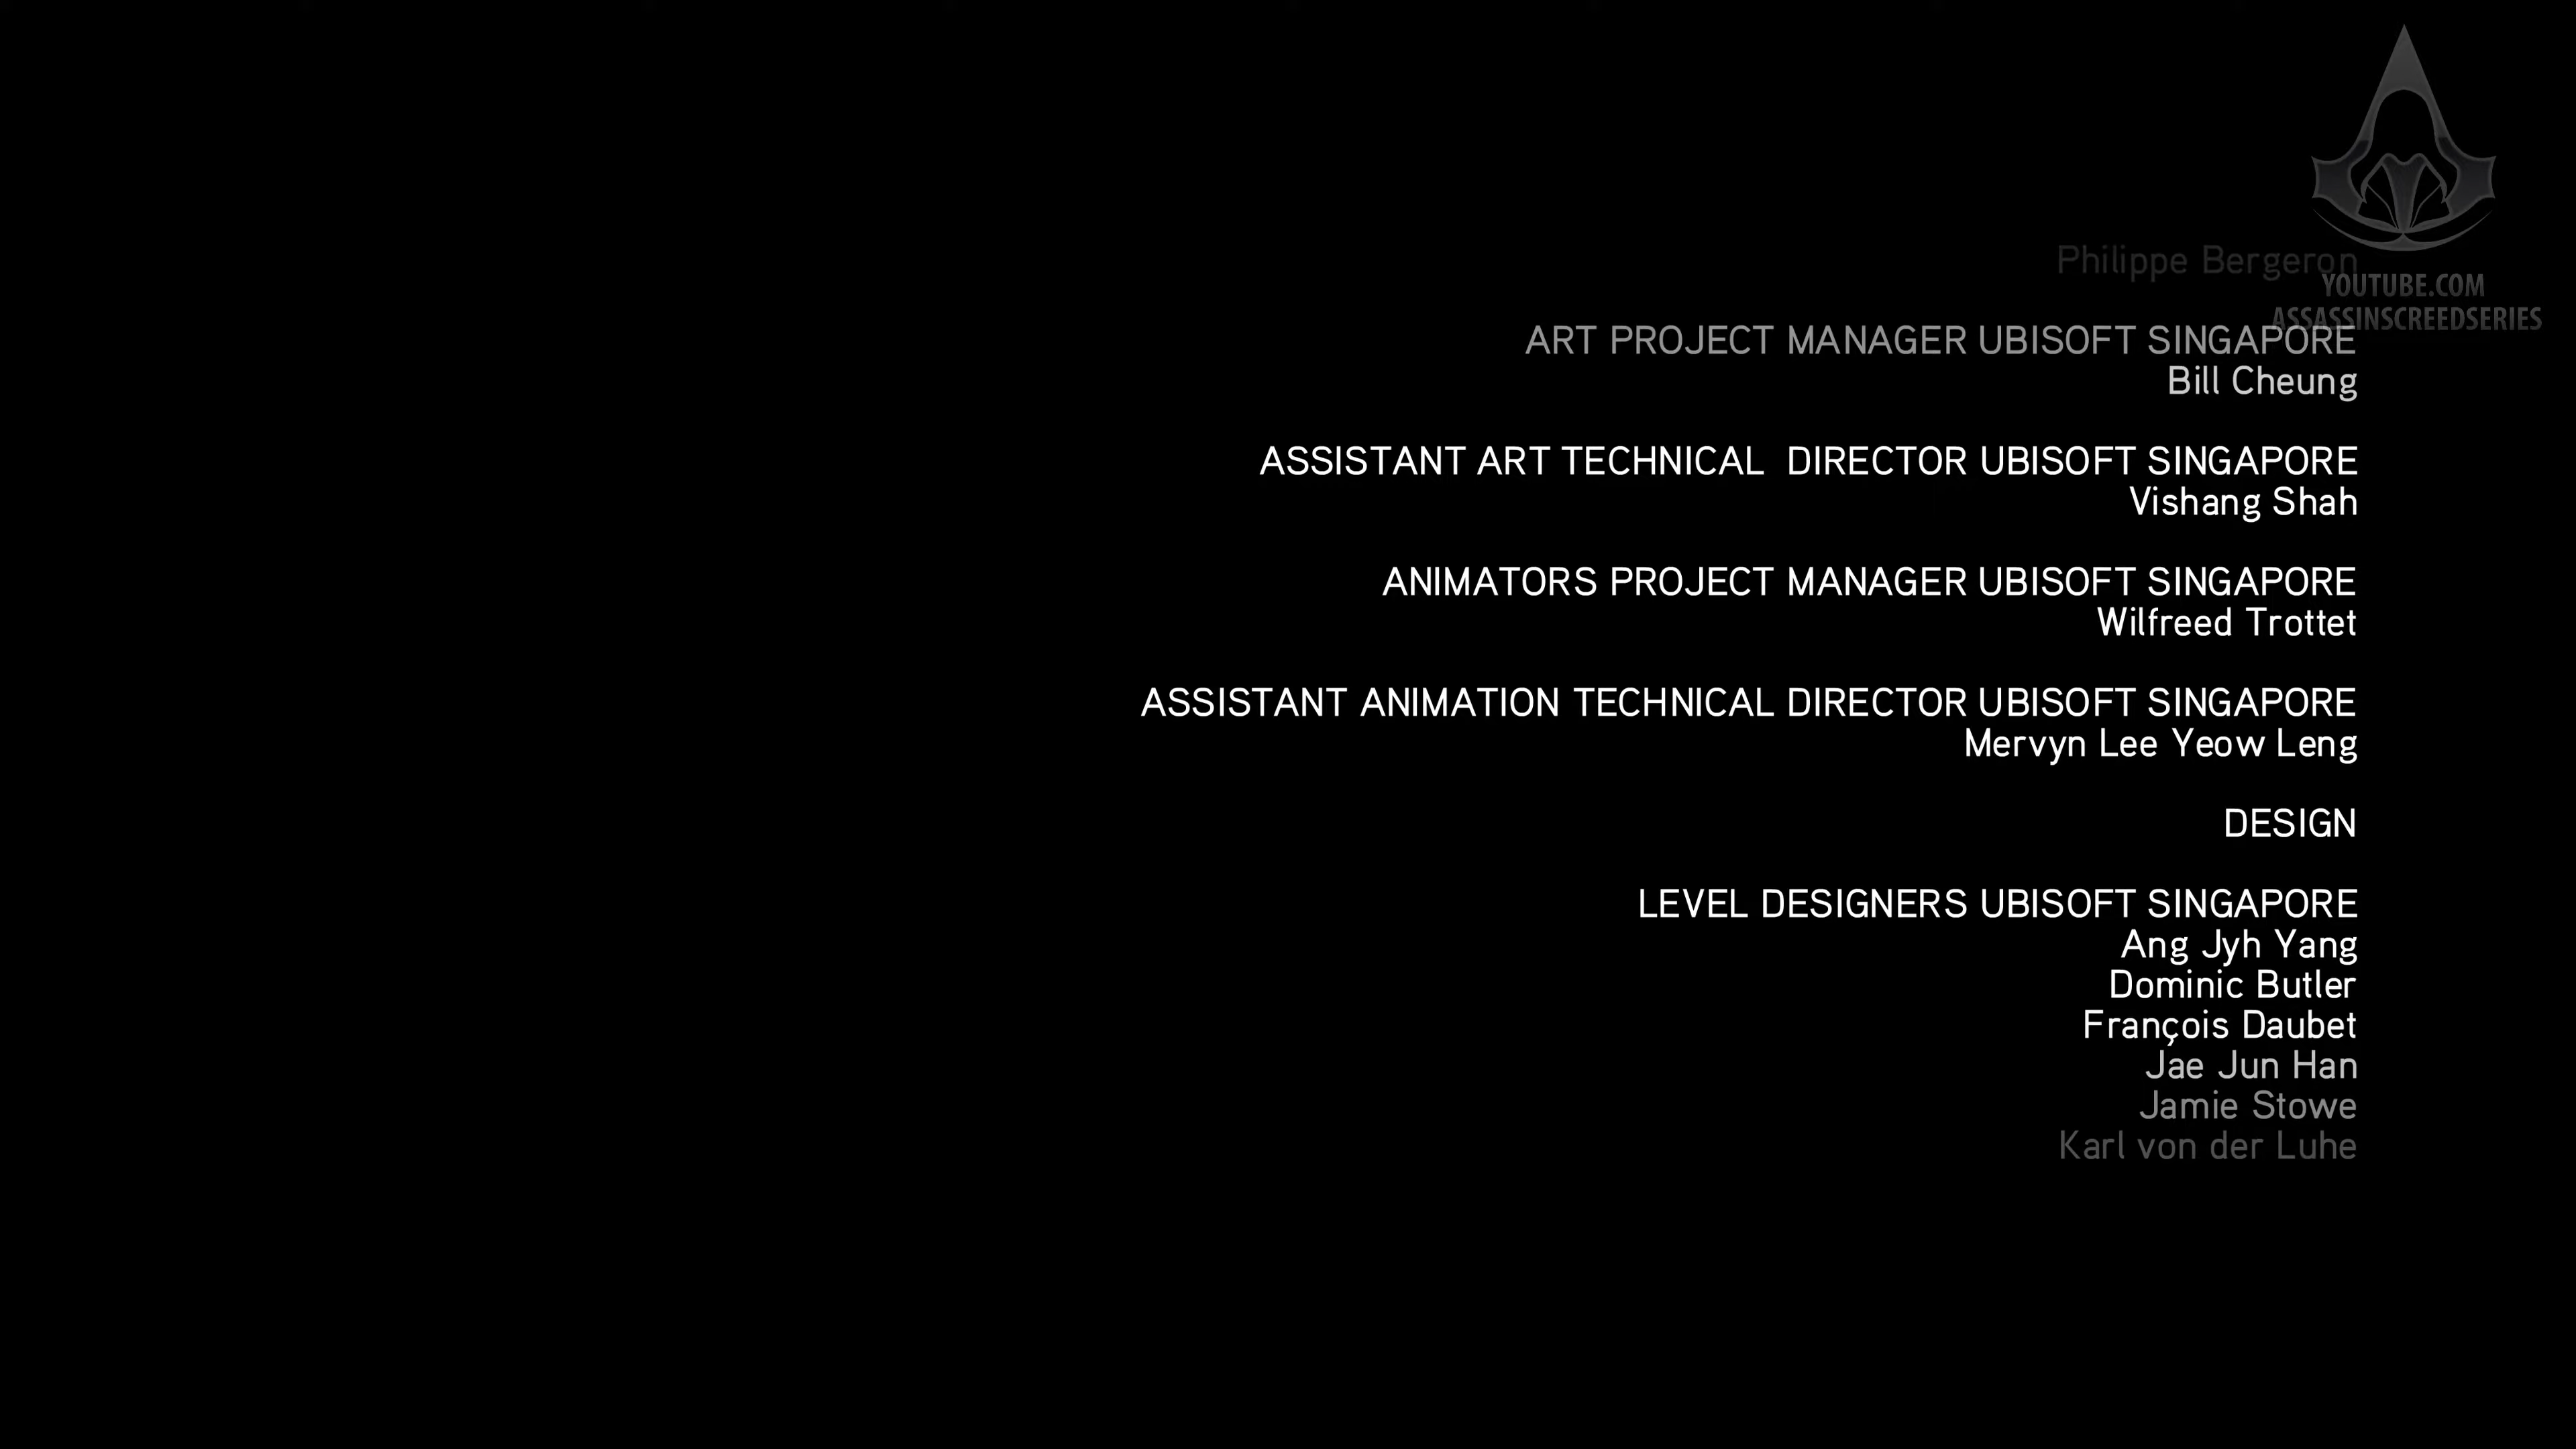 Philippe Bergeron
YOUTUBE.COM
ASSASSINSCREEDSERIES
ART PROJECT MANAGER UBISOFT SINGAPORE
Bill Cheung
ASSISTANT ART TECHNICAL  DIRECTOR UBISOFT SINGAPORE
Vishang Shah
ANIMATORS PROJECT MANAGER UBISOFT SINGAPORE
Wilfreed Trottet
ASSISTANT ANIMATION TECHNICAL DIRECTOR UBISOFT SINGAPORE
Mervyn Lee Yeow Leng
DESIGN
LEVEL DESIGNERS UBISOFT SINGAPORE
Ang Jyh Yang
Dominic Butler
François Daubet
Jae Jun Han
Jamie Stowe
Karl von der Luhe